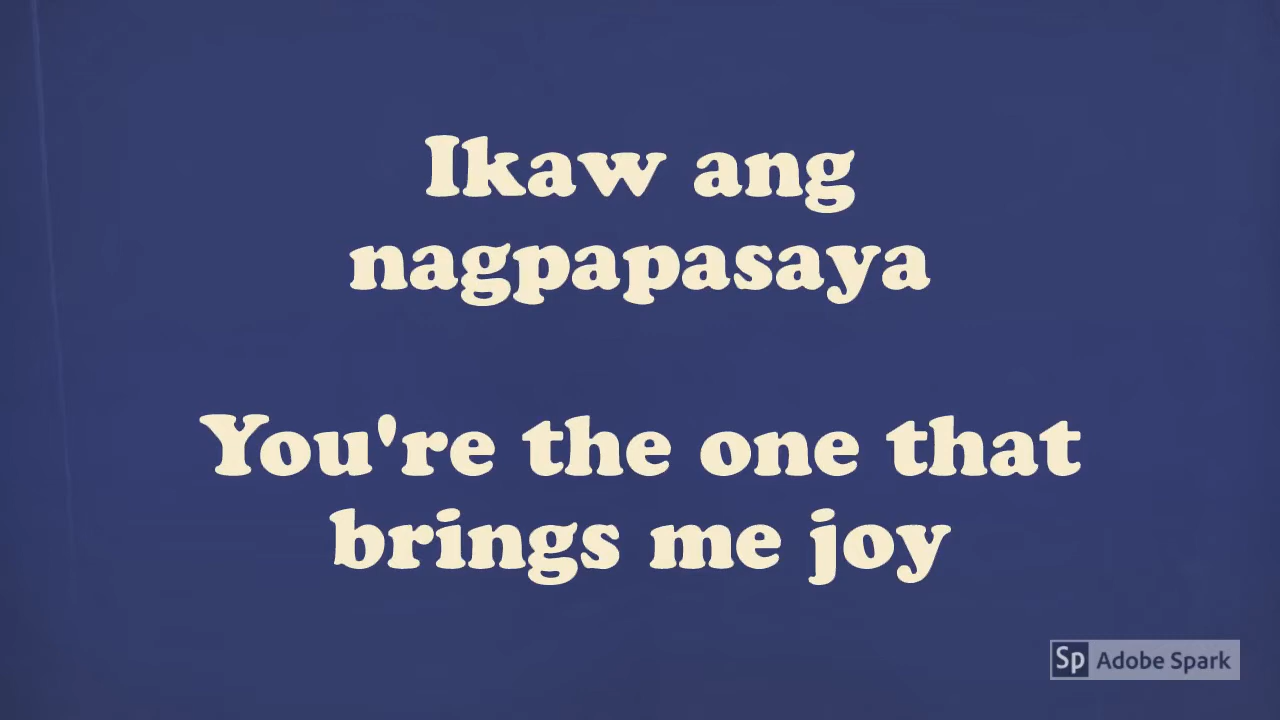 Ikaw ang
nagpapasaya
You're the one that
brings me joy
Sp Adobe Spark